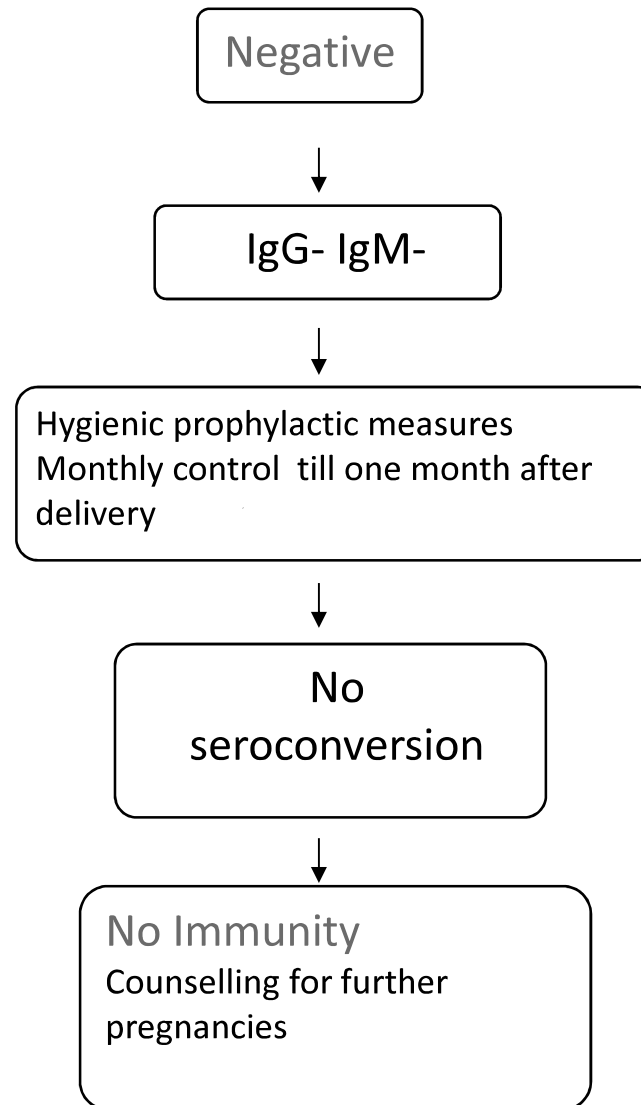 Negative
IgG- IgM-
Hygienic prophylactic measures
Monthly control  till one month after
delivery
No
seroconversion
No Immunity
Counselling for further
pregnancies